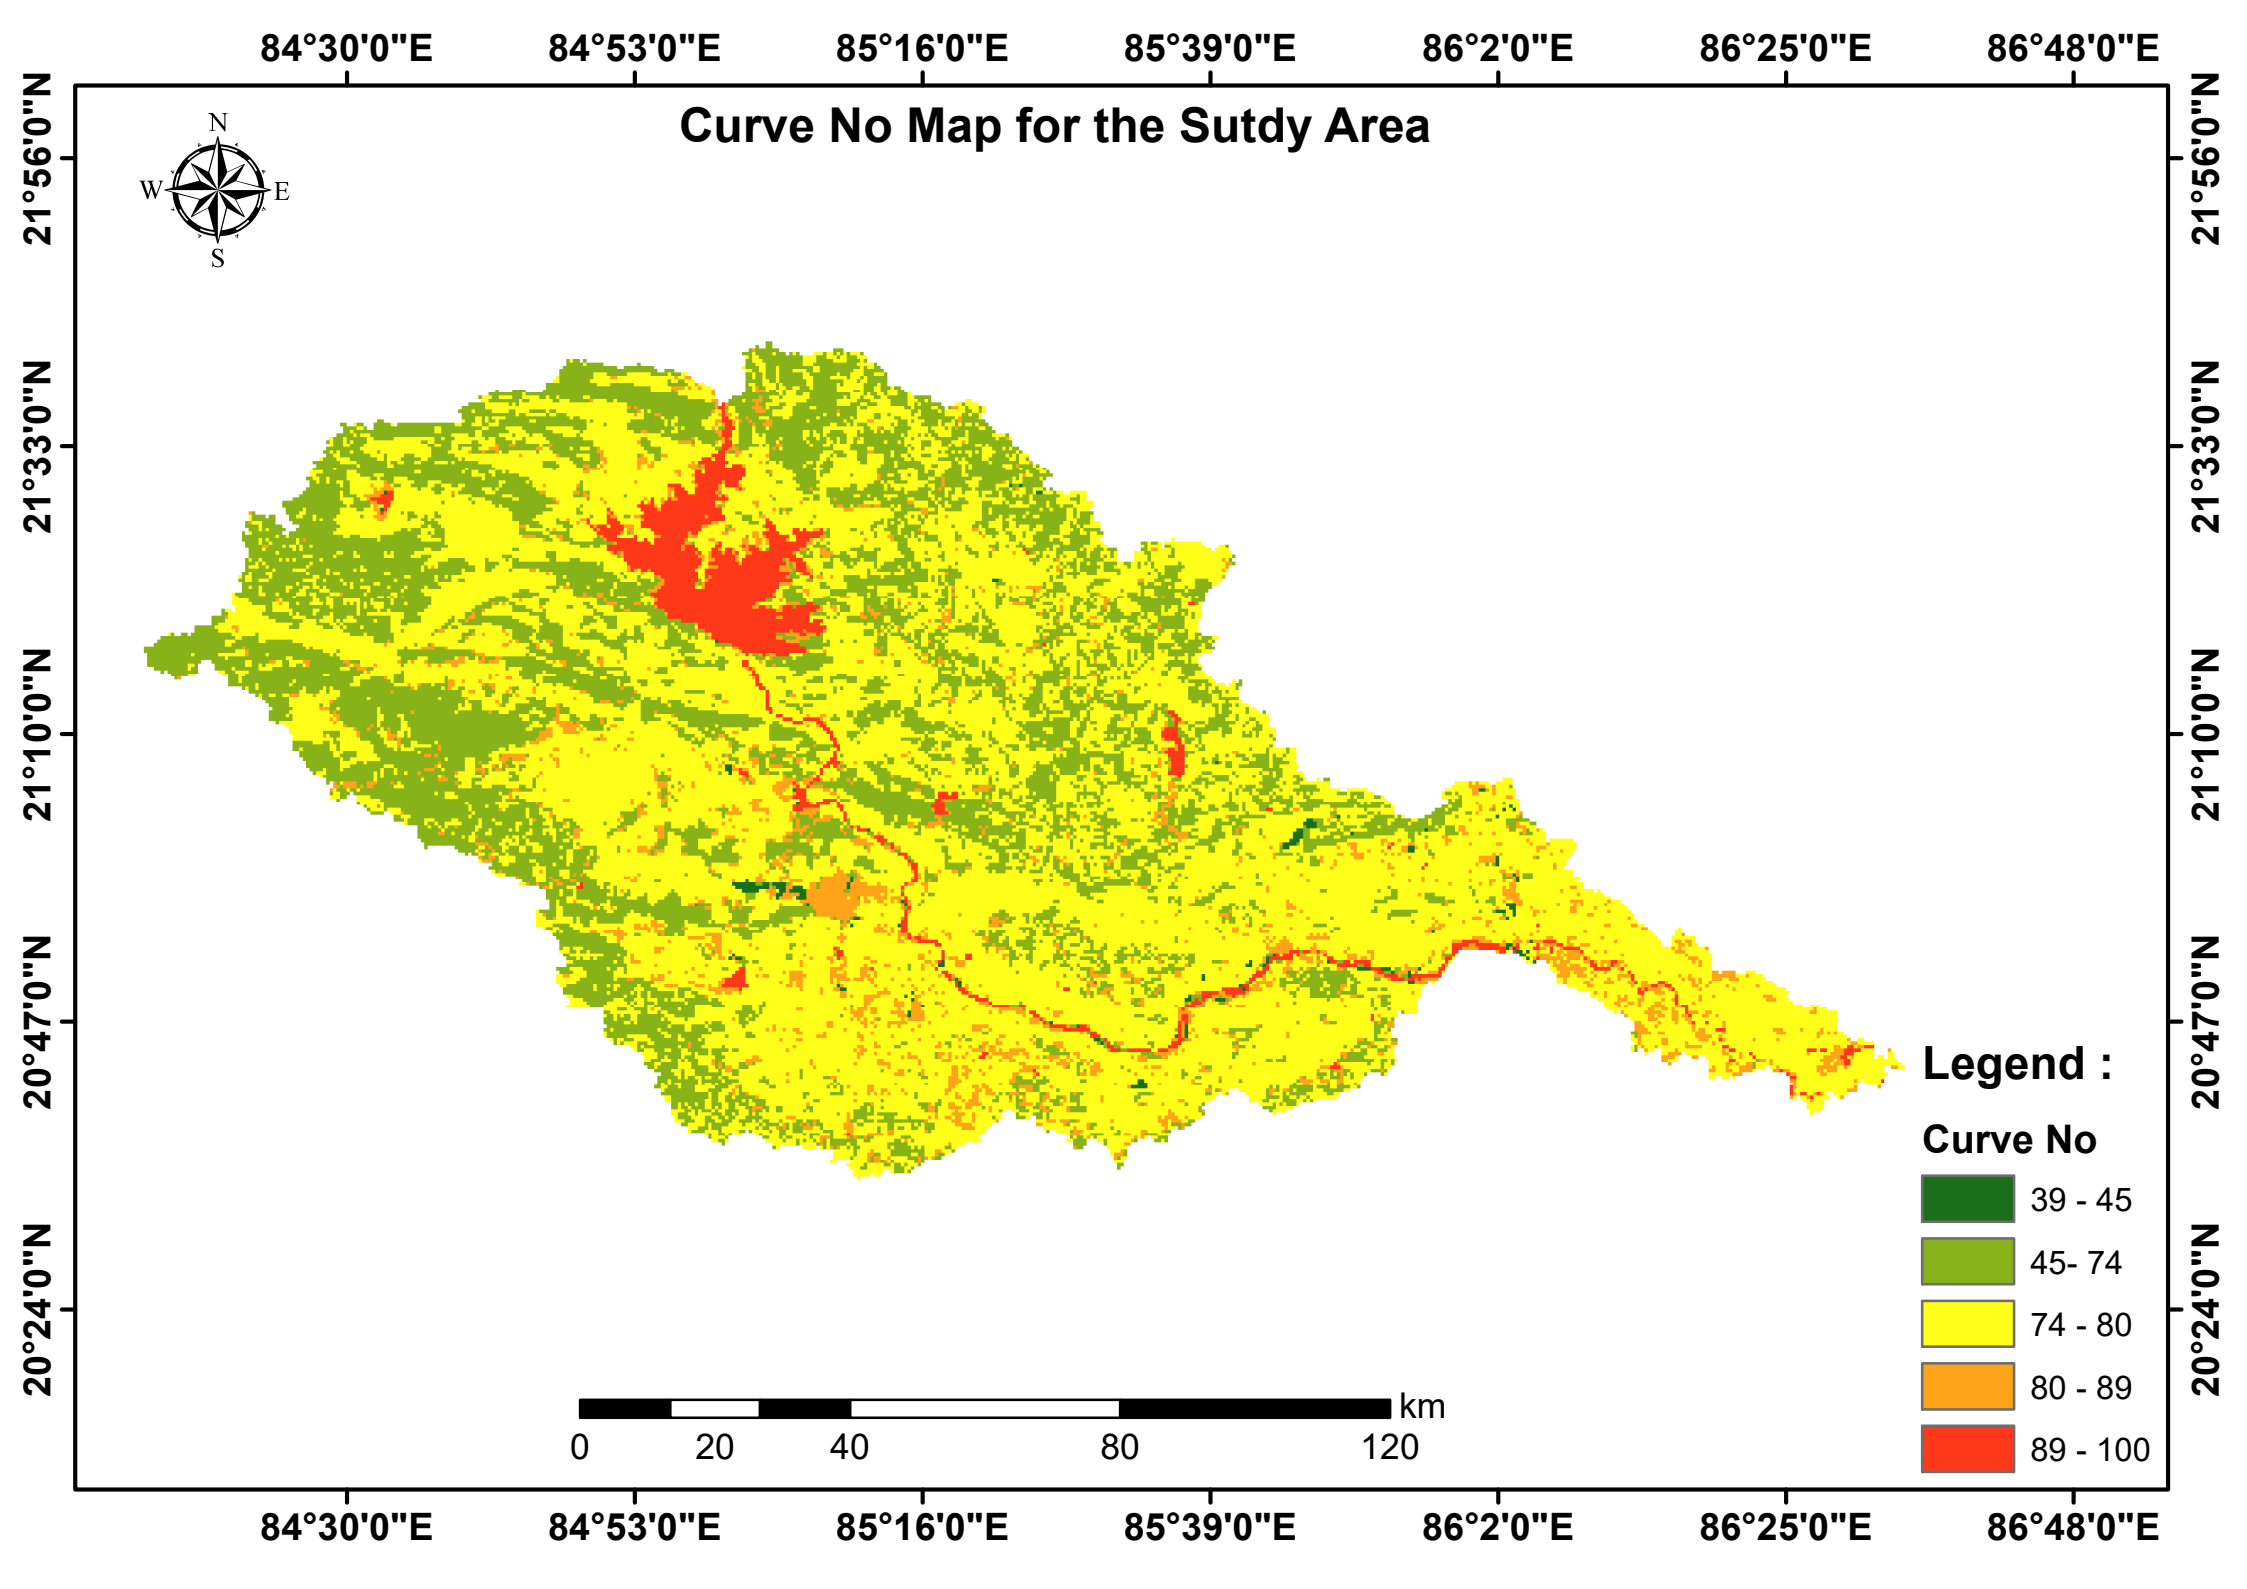 84°30'0"E 84°53'0"E 85°16'0"E 85°39'0"E 86°2'0"E 86°25'0"E 86°48'0"E
Curve No Map for the Sutdy Area
N
W E
S
21°56'0"N 21°56'0"N
21°33'0"N 21°33'0"N
21°10'0"N 21°10'0"N
20°47'0"N 20°47'0"N
20°24'0"N 20°24'0"N
Legend :
Curve No
39 - 45
45- 74
74 - 80
80 - 89
89 - 100
km
0 20 40 80 120
84°30'0"E 84°53'0"E 85°16'0"E 85°39'0"E 86°2'0"E 86°25'0"E 86°48'0"E